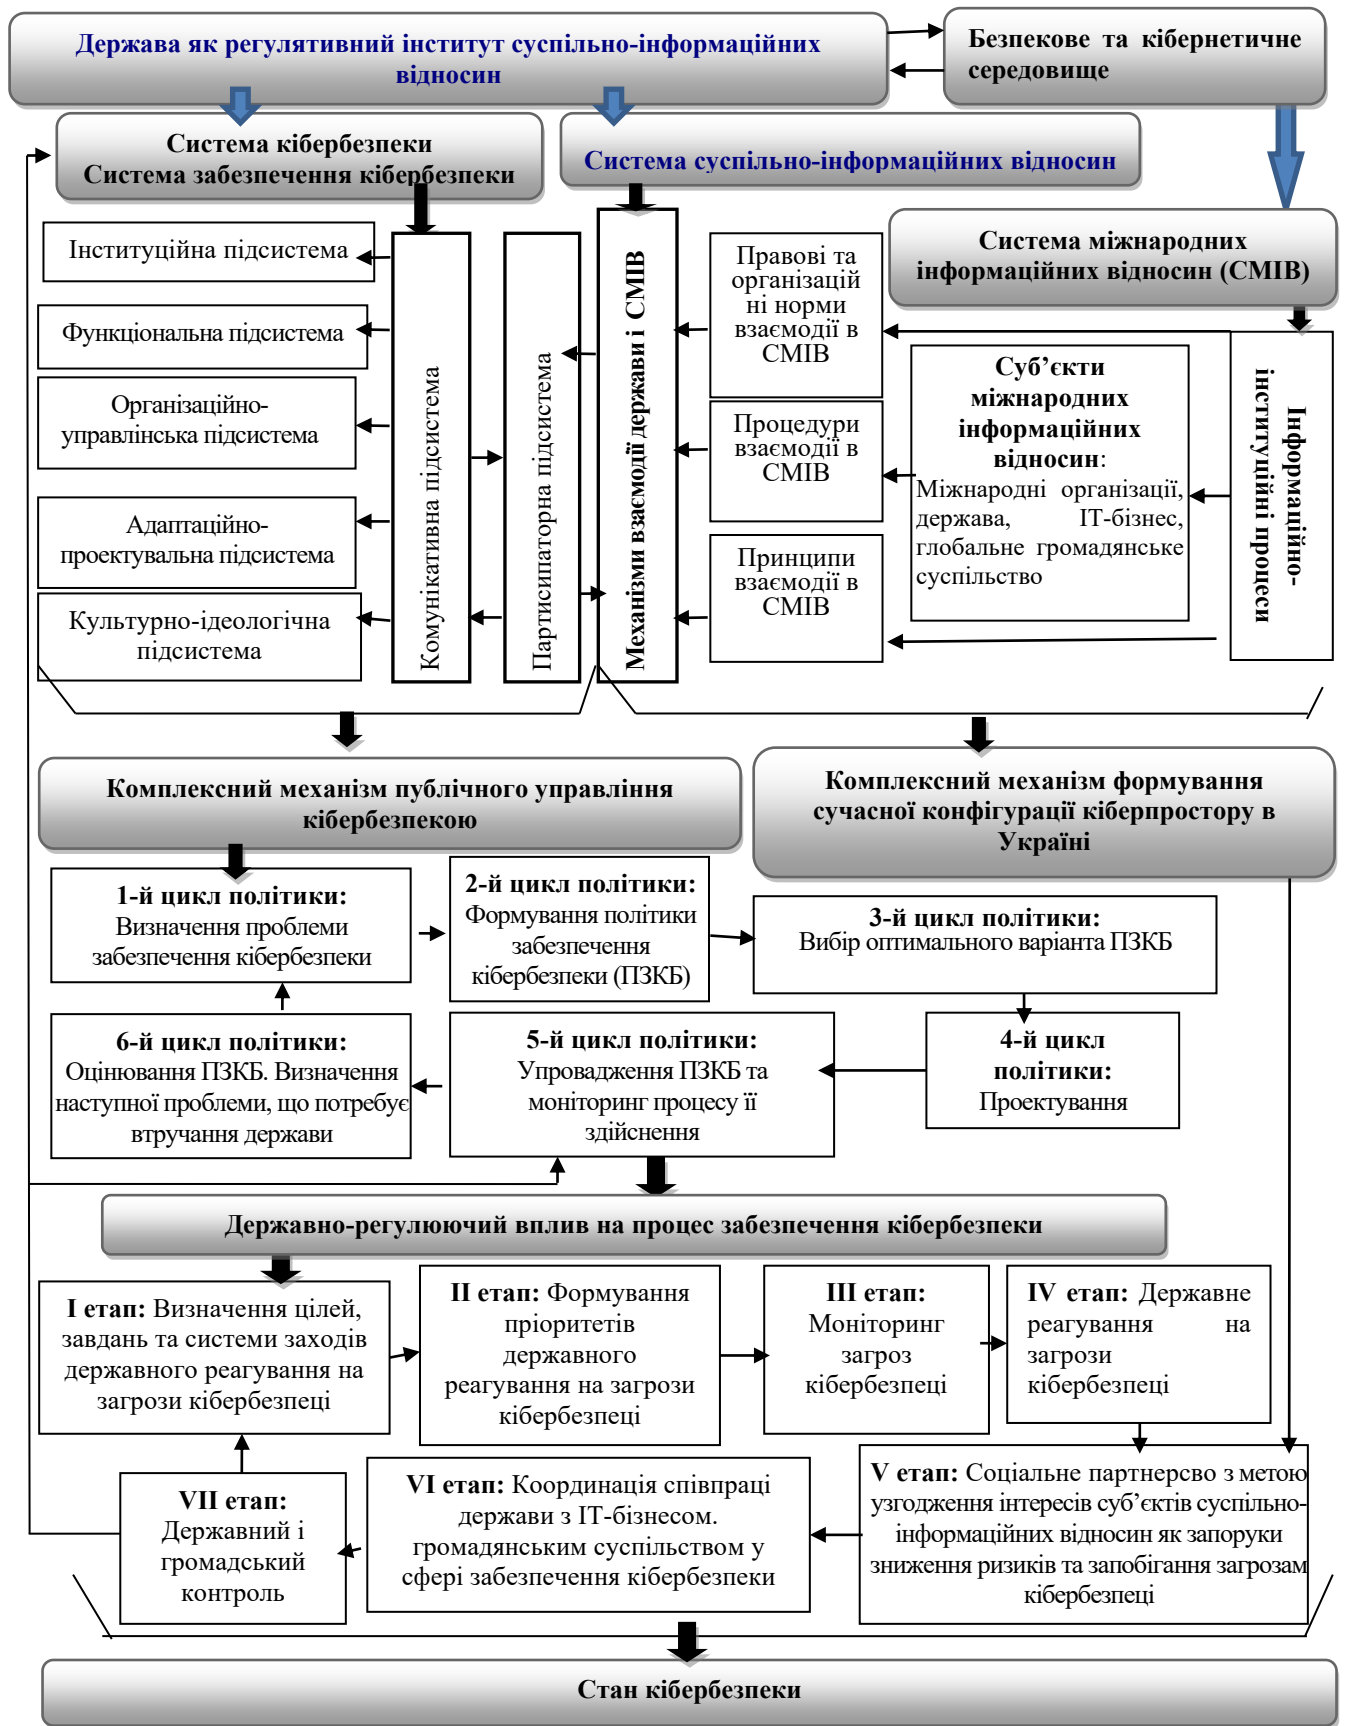 Держава як регулятивний інститут суспільно-інформаційних
відносин
Безпекове та кібернетичне
середовище
Система кібербезпеки
Система забезпечення кібербезпеки
Система суспільно-інформаційних відносин
Система міжнародних
інформаційних відносин (СМІВ)
Інституційна підсистема
Функціональна підсистема
Організаційно-
управлінська підсистема
Адаптаційно-
проектувальна підсистема
Культурно-ідеологічна
підсистема
Комунікативна підсистема
Партисипаторна підсистема
Механізми взаємодії держави і СМІВ
Правові та
організацій
ні норми
взаємодії в
СМІВ
Процедури
взаємодії в
СМІВ
Принципи
взаємодії в
СМІВ
Суб’єкти
міжнародних
інформаційних
відносин:
Міжнародні організації,
держава, ІТ-бізнес,
глобальне громадянське
суспільство
Інформаційно-
інституційні процеси
Комплексний механізм публічного управління
кібербезпекою
Комплексний механізм формування
сучасної конфігурації кіберпростору в
Україні
1-й цикл політики:
Визначення проблеми
забезпечення кібербезпеки
2-й цикл політики:
Формування політики
забезпечення
кібербезпеки (ПЗКБ)
3-й цикл політики:
Вибір оптимального варіанта ПЗКБ
6-й цикл політики:
Оцінювання ПЗКБ. Визначення
наступної проблеми, що потребує
втручання держави
5-й цикл політики:
Упровадження ПЗКБ та
моніторинг процесу її
здійснення
4-й цикл
політики:
Проектування
Державно-регулюючий вплив на процес забезпечення кібербезпеки
I етап: Визначення цілей,
завдань та системи заходів
державного реагування на
загрози кібербезпеці
II етап: Формування
пріоритетів
державного
реагування на загрози
кібербезпеці
III етап:
Моніторинг
загроз
кібербезпеці
IV етап: Державне
реагування на
загрози
кібербезпеці
VII етап:
Державний і
громадський
контроль
VI етап: Координація співпраці
держави з ІТ-бізнесом.
громадянським суспільством у
сфері забезпечення кібербезпеки
V етап: Соціальне партнерсво з метою
узгодження інтересів суб’єктів суспільно-
інформаційних відносин як запоруки
зниження ризиків та запобігання загрозам
кібербезпеці
Стан кібербезпеки